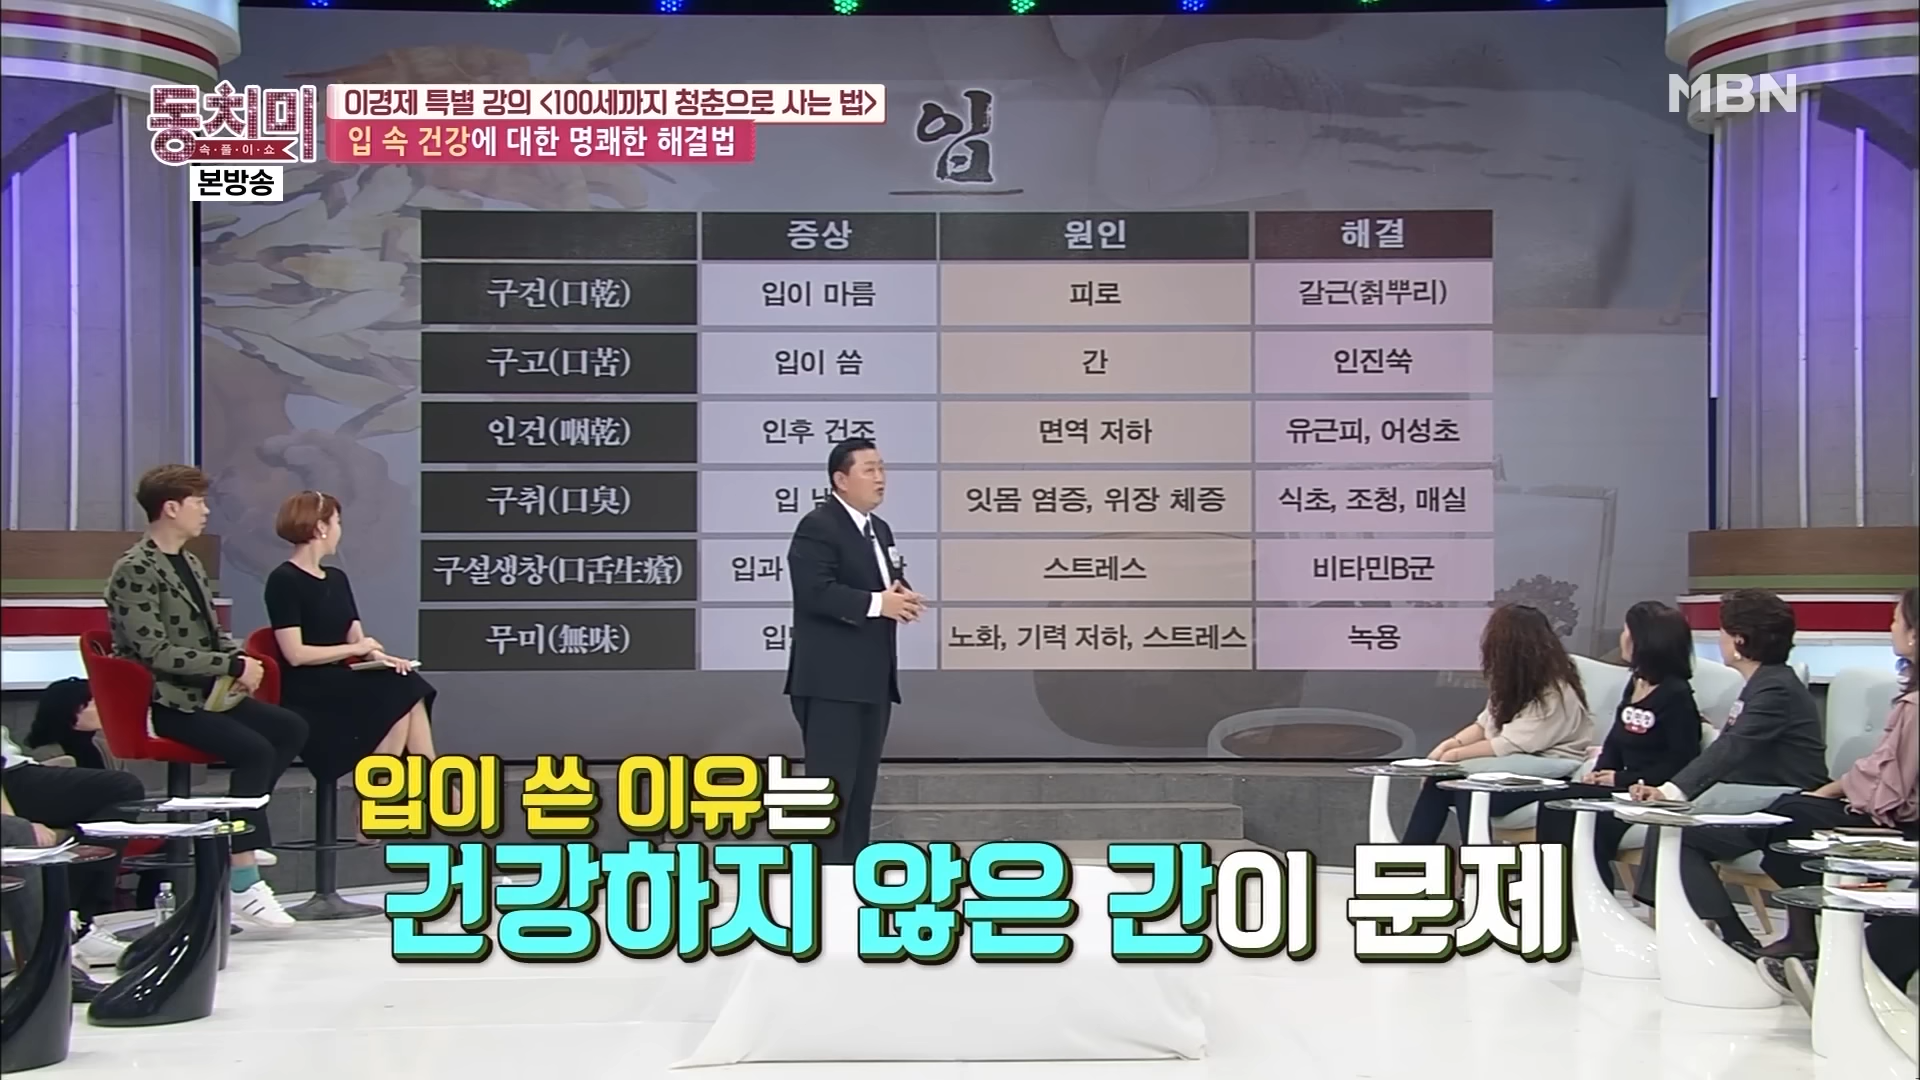 동치미
속·풀·이·쇼
본방송
이경제 특별 강의 <100세까지 청춘으로 사는 법>
입 속 건강에 대한 명쾌한 해결법
MBN
입
증상 원인 해결
구건(口乾) 입이 마름 피로 갈근(칡뿌리)
구고(口苦) 입이 씀 간 인진쑥
인건(咽乾) 인후 건조 면역 저하 유근피, 어성초
구취(口臭) 입 잇몸 염증, 위장 체증 식초, 조청, 매실
구설생창(口舌生瘡) 입과 스트레스 비타민B군
무미(無味) 노화, 기력 저하, 스트레스 녹용
입이 쓴 이유는
건강하지 않은 간이 문제